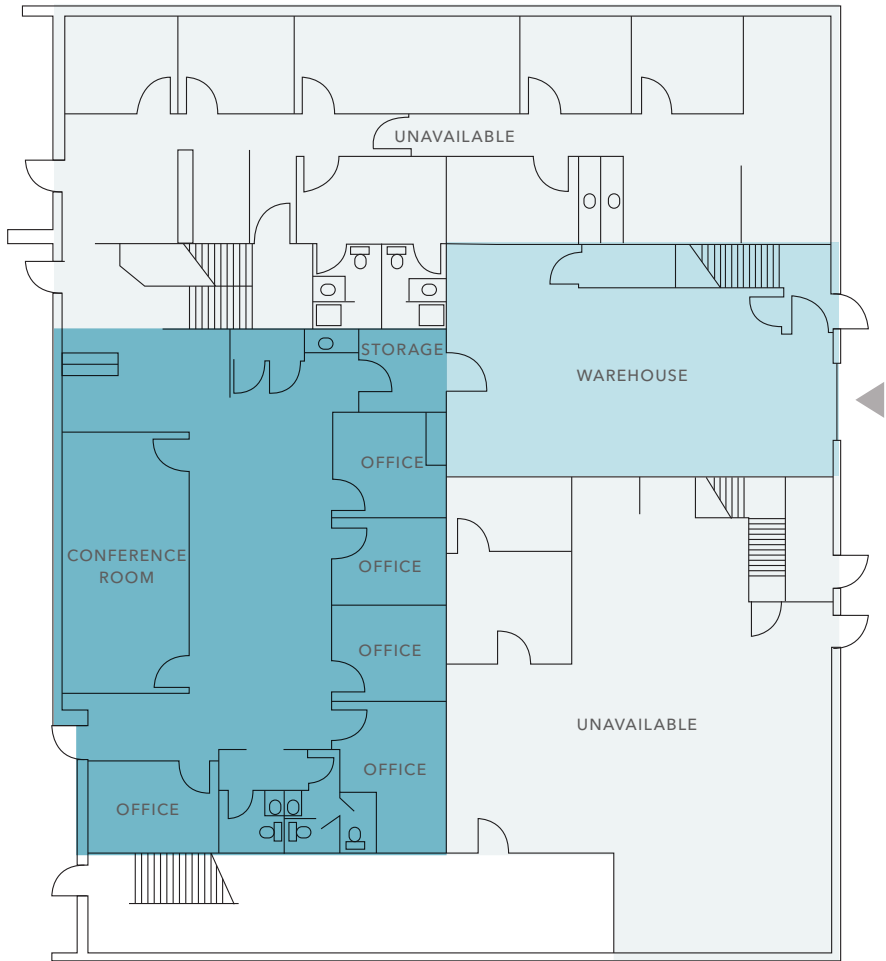 UNAVAILABLE
STORAGE
WAREHOUSE
OFFICE
CONFERENCE
ROOM
OFFICE
OFFICE
UNAVAILABLE
OFFICE
OFFICE